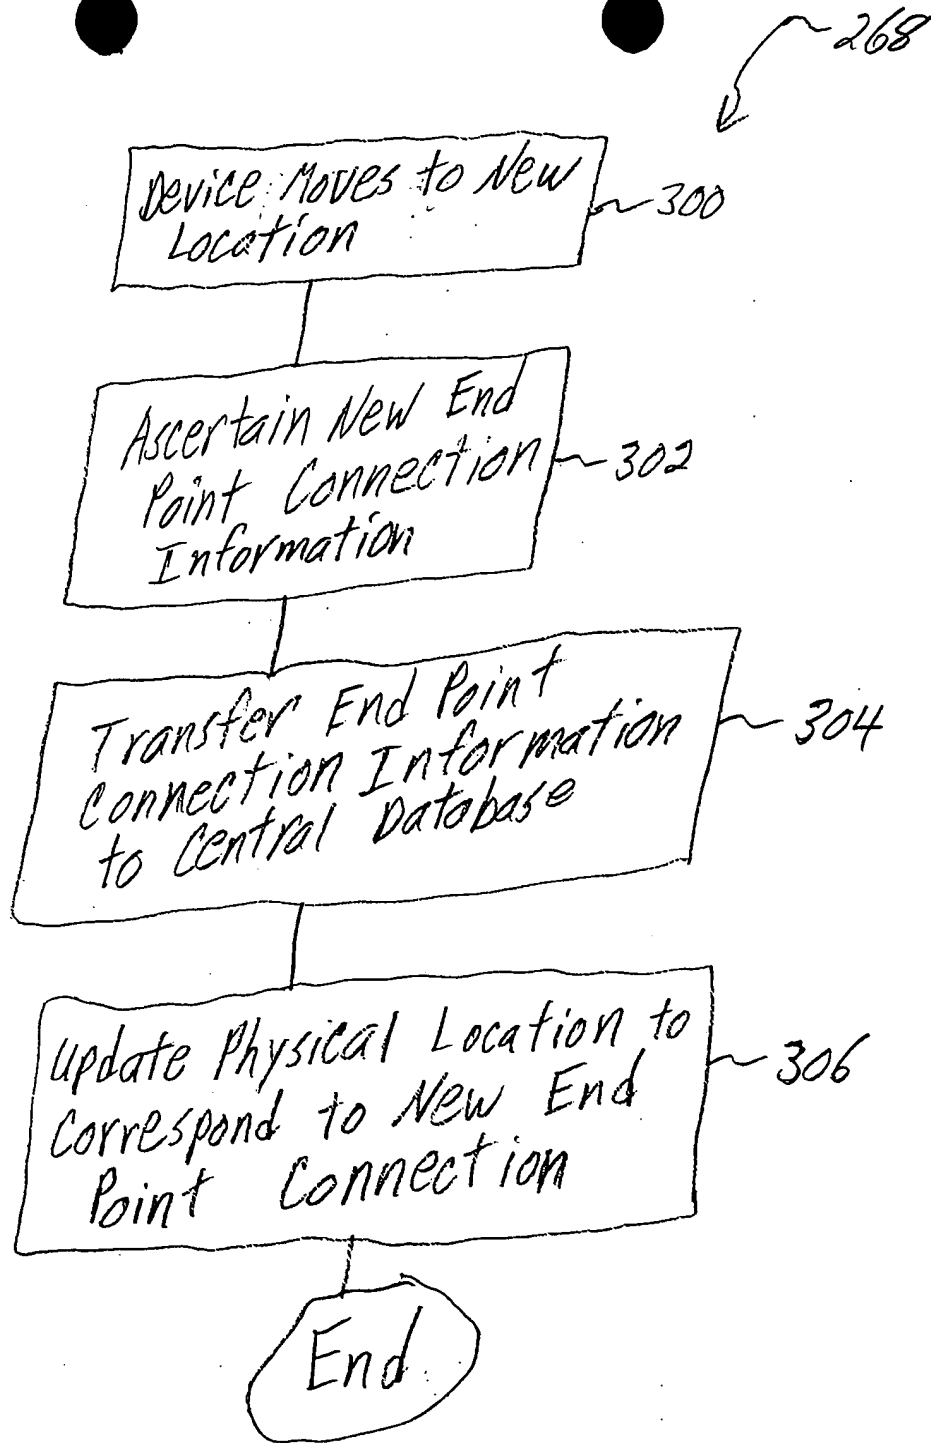 268
Device Moves to New
Location
300
Ascertain New End
Point Connection
Information
302
Transfer End Point
Connection Information
to Central Database
304
Update Physical Location to
Correspond to New End
Point Connection
306
End